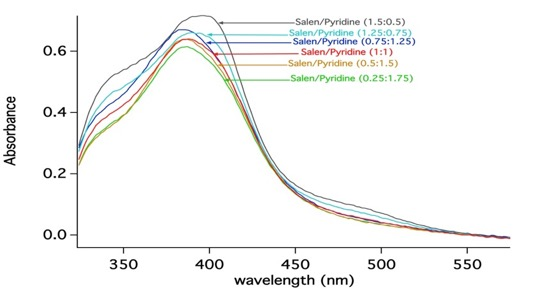 Salen/Pyridine (1.5:0.5)
Salen/Pyridine (1.25:0.75)
Salen/Pyridine (0.75:1.25)
Salen/Pyridine (1:1)
Salen/Pyridine (0.5:1.5)
Salen/Pyridine (0.25:1.75)
Absorbance
0.6
0.4
0.2
0.0
350 400 450 500 550
wavelength (nm)